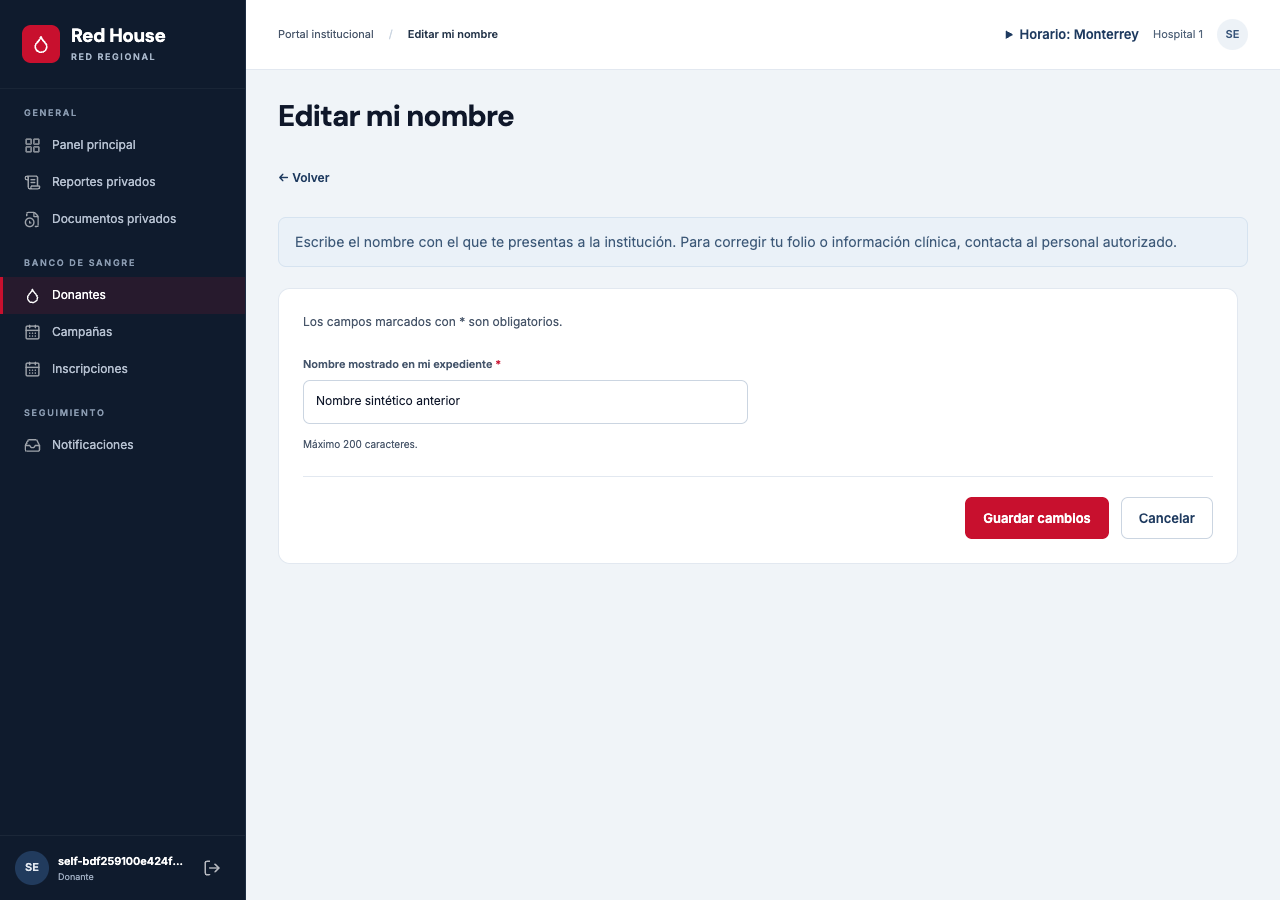 Red House
RED REGIONAL
GENERAL
Panel principal
Reportes privados
Documentos privados
BANCO DE SANGRE
Donantes
Campañas
Inscripciones
SEGUIMIENTO
Notificaciones
SE
self-bdf259100e424f...
Donante
Portal institucional / Editar mi nombre
▶ Horario: Monterrey Hospital 1 SE
Editar mi nombre
← Volver
Escribe el nombre con el que te presentas a la institución. Para corregir tu folio o información clínica, contacta al personal autorizado.
Los campos marcados con * son obligatorios.
Nombre mostrado en mi expediente *
Nombre sintético anterior
Máximo 200 caracteres.
Guardar cambios Cancelar